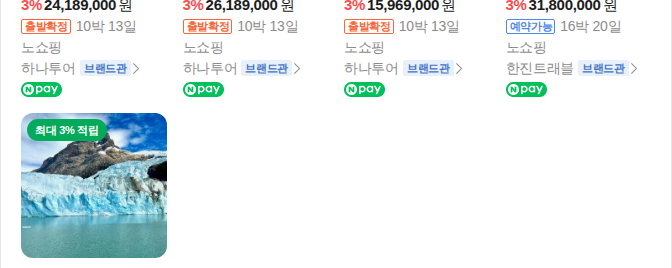 3% 24,189,000 원
출발확정 10박 13일
노쇼핑
하나투어 브랜드관
N pay
3% 26,189,000 원
출발확정 10박 13일
노쇼핑
하나투어 브랜드관
N pay
3% 15,969,000 원
출발확정 10박 13일
노쇼핑
하나투어 브랜드관
N pay
3% 31,800,000 원
예약가능 16박 20일
노쇼핑
한진트래블 브랜드관
N pay
최대 3% 적립